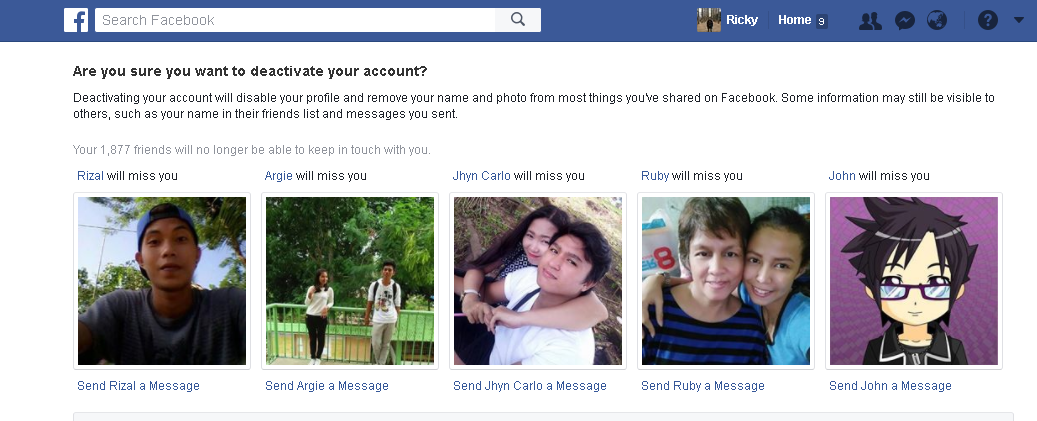 f Search Facebook Ricky Home 9 ?
Are you sure you want to deactivate your account?
Deactivating your account will disable your profile and remove your name and photo from most things you've shared on Facebook. Some information may still be visible to
others, such as your name in their friends list and messages you sent.
Your 1,877 friends will no longer be able to keep in touch with you.
Rizal will miss you Argie will miss you Jhyn Carlo will miss you Ruby will miss you John will miss you
8
Send Rizal a Message Send Argie a Message Send Jhyn Carlo a Message Send Ruby a Message Send John a Message